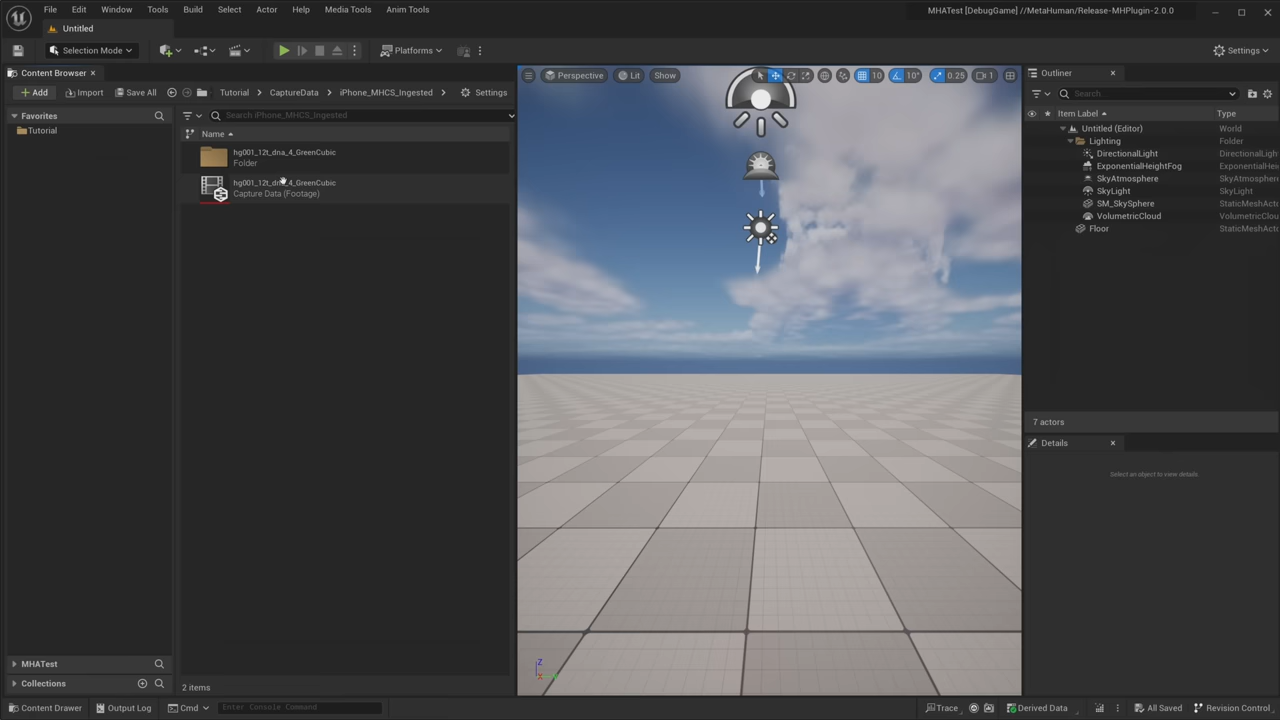 File Edit Window Tools Build Select Actor Help Media Tools Anim Tools
MHATest [DebugGame] //MetaHuman/Release-MHPlugin-2.0.0
Untitled
Selection Mode
Platforms
Settings
Content Browser
Add Import Save All Tutorial CaptureData iPhone_MHCS_Ingested Settings
Favorites
Tutorial
Search iPhone_MHCS_Ingested
Name
hg001_12t_dna_4_GreenCubic
Folder
hg001_12t_dna_4_GreenCubic
Capture Data (Footage)
2 items
MHATest
Collections
Perspective Lit Show 10 10° 0.25 1
Z
Outliner
Search...
Item Label Type
Untitled (Editor) World
Lighting Folder
DirectionalLight DirectionalLigh
ExponentialHeightFog ExponentialHei
SkyAtmosphere SkyAtmosphere
SkyLight SkyLight
SM_SkySphere StaticMeshActo
VolumetricCloud VolumetricClou
Floor StaticMeshActo
7 actors
Details
Select an object to view details.
Content Drawer Output Log Cmd Enter Console Command
Trace Derived Data All Saved Revision Control